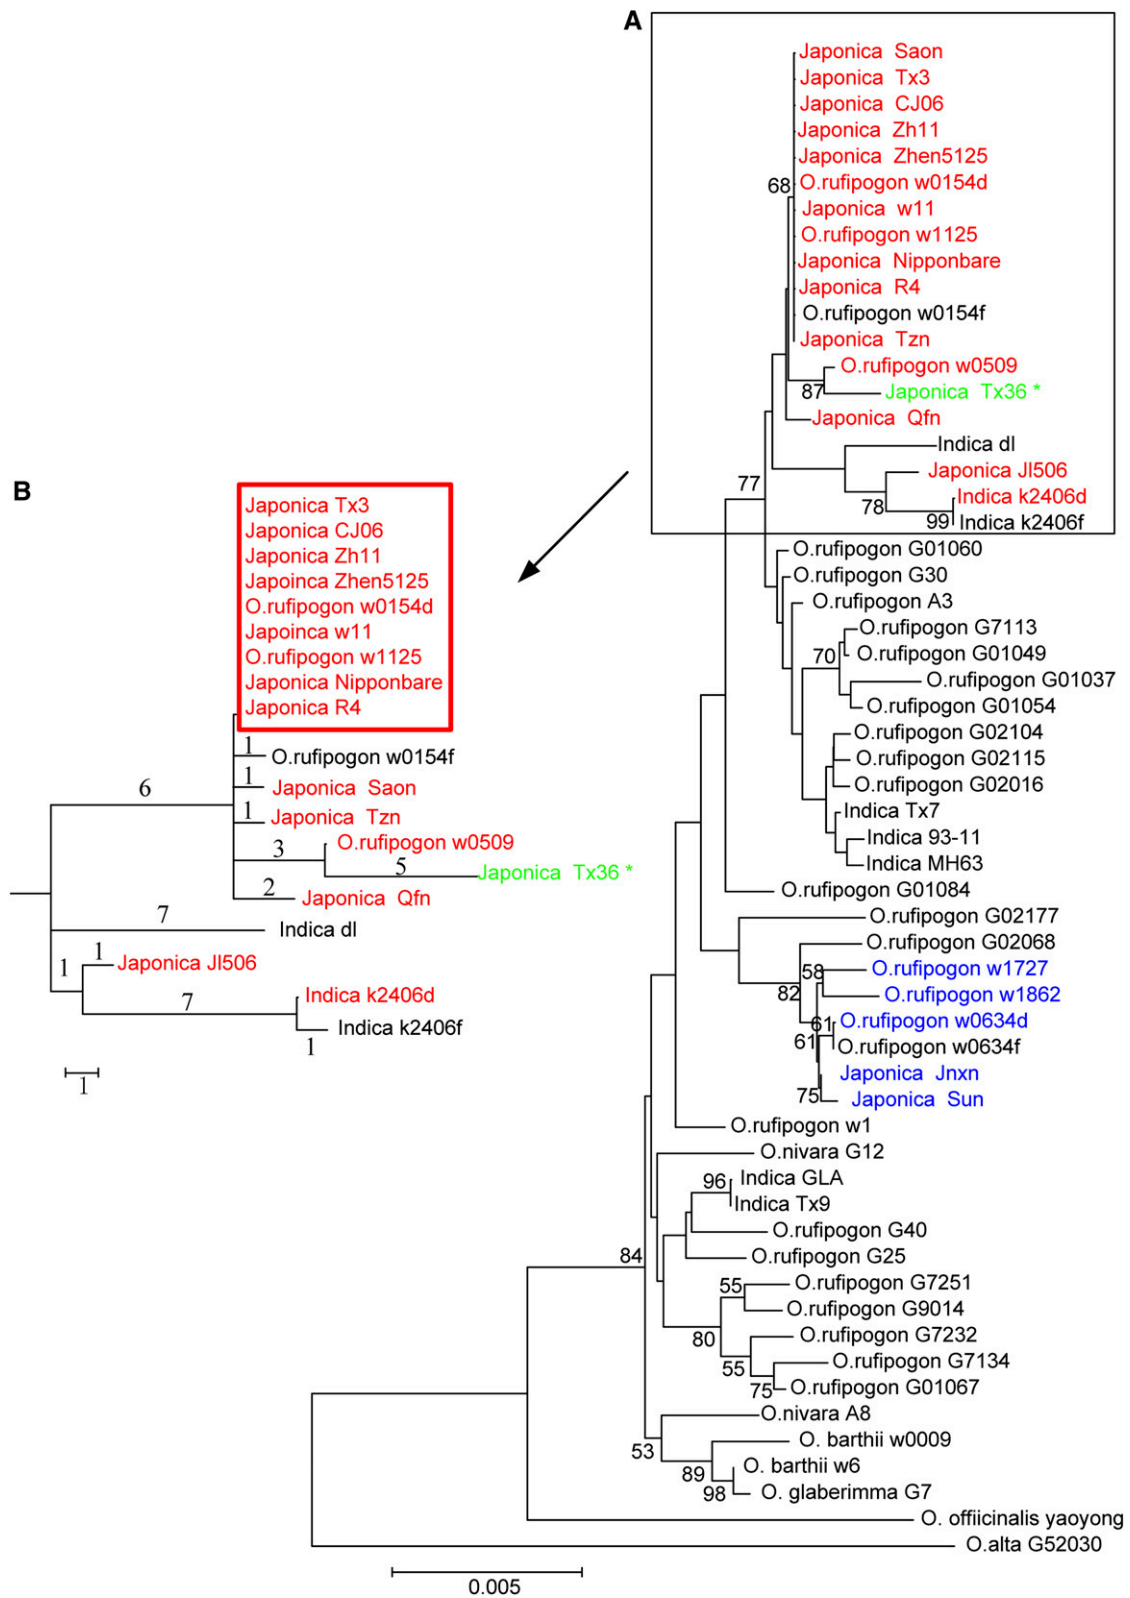 A
Japonica Saon
Japonica Tx3
Japonica CJ06
Japonica Zh11
Japonica Zhen5125
68
O.rufipogon w0154d
Japonica w11
O.rufipogon w1125
Japonica Nipponbare
Japonica R4
O.rufipogon w0154f
Japonica Tzn
O.rufipogon w0509
87
Japonica Tx36 *
Japonica Qfn
Indica dl
Japonica JI506
77
78
Indica k2406d
99
Indica k2406f
O.rufipogon G01060
O.rufipogon G30
O.rufipogon A3
O.rufipogon G7113
70
O.rufipogon G01049
O.rufipogon G01037
O.rufipogon G01054
O.rufipogon G02104
O.rufipogon G02115
O.rufipogon G02016
Indica Tx7
Indica 93-11
Indica MH63
O.rufipogon G01084
O.rufipogon G02177
O.rufipogon G02068
58
O.rufipogon w1727
82
O.rufipogon w1862
61
O.rufipogon w0634d
61
O.rufipogon w0634f
Japonica Jnxn
75
Japonica Sun
O.rufipogon w1
O.nivara G12
96
Indica GLA
Indica Tx9
O.rufipogon G40
84
O.rufipogon G25
55
O.rufipogon G7251
O.rufipogon G9014
80
O.rufipogon G7232
55
O.rufipogon G7134
75
O.rufipogon G01067
O.nivara A8
53
O. barthii w0009
89
O. barthii w6
98
O. glaberimma G7
O. offiicinalis yaoyong
O.alta G52030
0.005
B
Japonica Tx3
Japonica CJ06
Japonica Zh11
Japoinca Zhen5125
O.rufipogon w0154d
Japoinca w11
O.rufipogon w1125
Japonica Nipponbare
Japonica R4
1
O.rufipogon w0154f
6
1
Japonica Saon
1
Japonica Tzn
3
O.rufipogon w0509
5
Japonica Tx36 *
2
Japonica Qfn
7
Indica dl
1
1
Japonica JI506
7
Indica k2406d
Indica k2406f
1
1